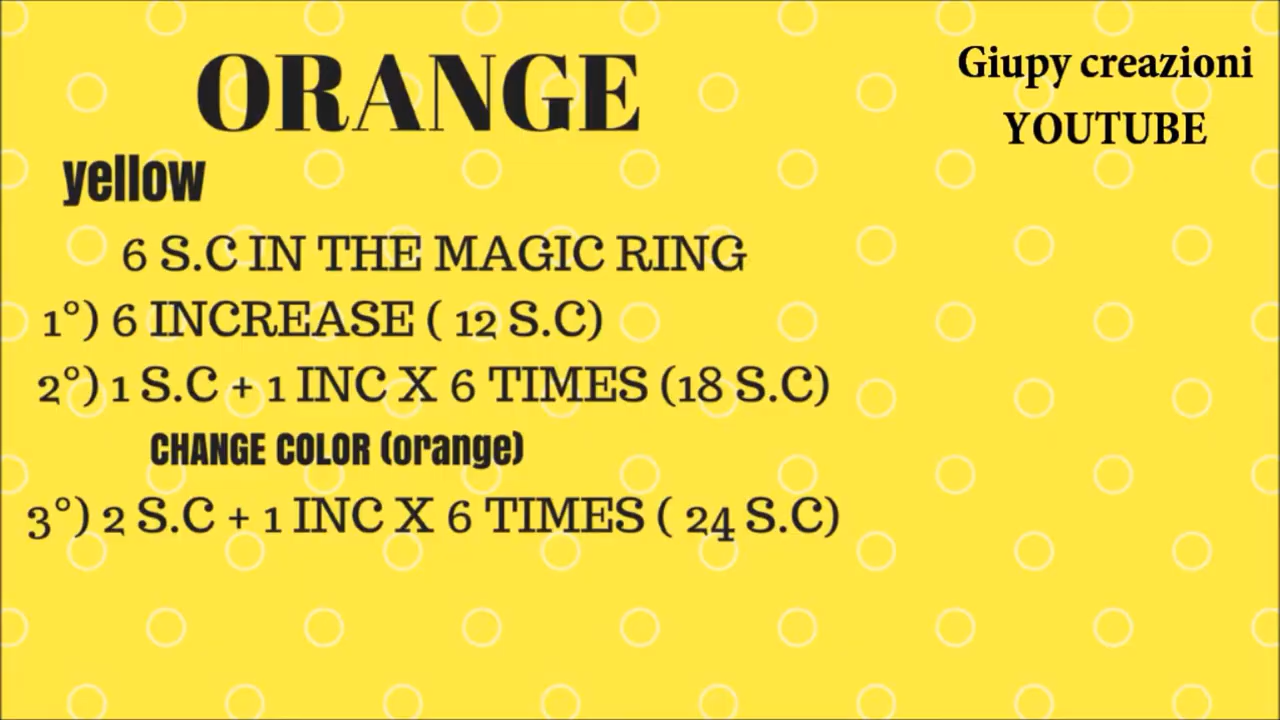 ORANGE
Giupy creazioni
YOUTUBE
yellow
6 S.C IN THE MAGIC RING
1°) 6 INCREASE ( 12 S.C)
2°) 1 S.C + 1 INC X 6 TIMES (18 S.C)
CHANGE COLOR (orange)
3°) 2 S.C + 1 INC X 6 TIMES ( 24 S.C)